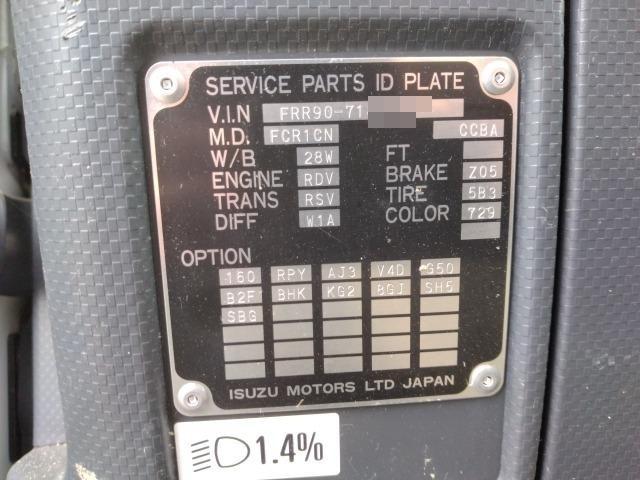 SERVICE PARTS ID PLATE
V.I.N FRR90-71
M.D. FCR1CN CCBA
W/B 28W FT
ENGINE RDV BRAKE Z05
TRANS RSV TIRE 5B3
DIFF W1A COLOR 729
OPTION
160 RPY AJ3 V4D G50
B2F BHK KG2 8GJ SH5
SBG
ISUZU MOTORS LTD JAPAN
1.4%